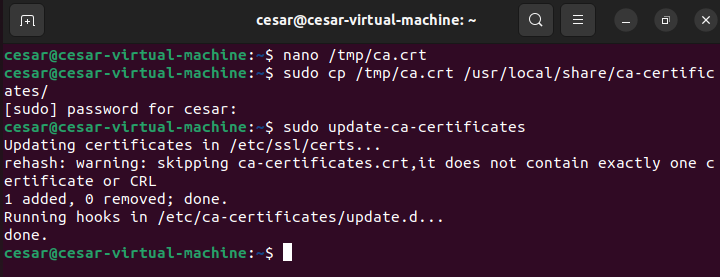 cesar@cesar-virtual-machine: ~
cesar@cesar-virtual-machine:~$ nano /tmp/ca.crt
cesar@cesar-virtual-machine:~$ sudo cp /tmp/ca.crt /usr/local/share/ca-certific
ates/
[sudo] password for cesar:
cesar@cesar-virtual-machine:~$ sudo update-ca-certificates
Updating certificates in /etc/ssl/certs...
rehash: warning: skipping ca-certificates.crt,it does not contain exactly one c
ertificate or CRL
1 added, 0 removed; done.
Running hooks in /etc/ca-certificates/update.d...
done.
cesar@cesar-virtual-machine:~$